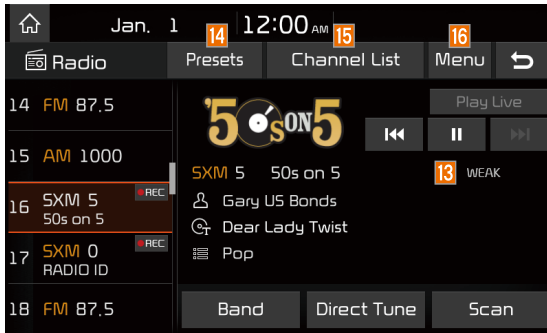 Jan. 1 12:00 AM
14 15 16
Radio Presets Channel List Menu
14 FM 87.5
15 AM 1000
16 SXM 5 REC
50s on 5
17 SXM 0 REC
RADIO ID
18 FM 87.5
'50s ON 5
Play Live
SXM 5 50s on 5
13 WEAK
Gary US Bonds
Dear Lady Twist
Pop
Band Direct Tune Scan